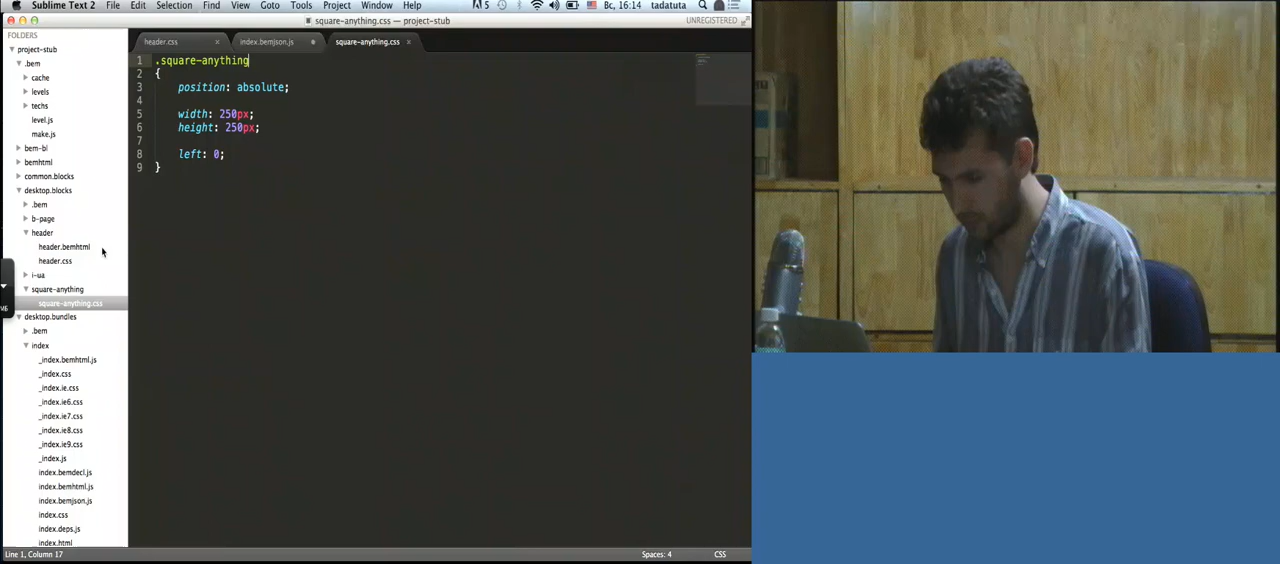 Sublime Text 2 File Edit Selection Find View Goto Tools Project Window Help 5 Вс, 16:14 tadatuta
square-anything.css — project-stub UNREGISTERED
FOLDERS
project-stub
.bem
cache
levels
techs
level.js
make.js
bem-bl
bemhtml
common.blocks
desktop.blocks
.bem
b-page
header
header.bemhtml
header.css
i-ua
square-anything
square-anything.css
desktop.bundles
.bem
index
_index.bemhtml.js
_index.css
_index.ie.css
_index.ie6.css
_index.ie7.css
_index.ie8.css
_index.ie9.css
_index.js
index.bemdecl.js
index.bemhtml.js
index.bemjson.js
index.css
index.deps.js
index.html
header.css × index.bemjson.js square-anything.css ×
1 .square-anything
2 {
3 position: absolute;
4
5 width: 250px;
6 height: 250px;
7
8 left: 0;
9 }
Line 1, Column 17 Spaces: 4 CSS